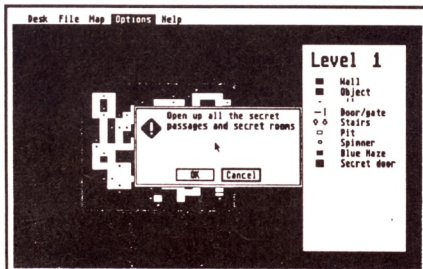 Desk File Map Options Help
Level 1
Wall
Object
Door/gate
Stairs
Pit
Spinner
Blue Maze
Secret door
Open up all the secret
passages and secret rooms
OK Cancel